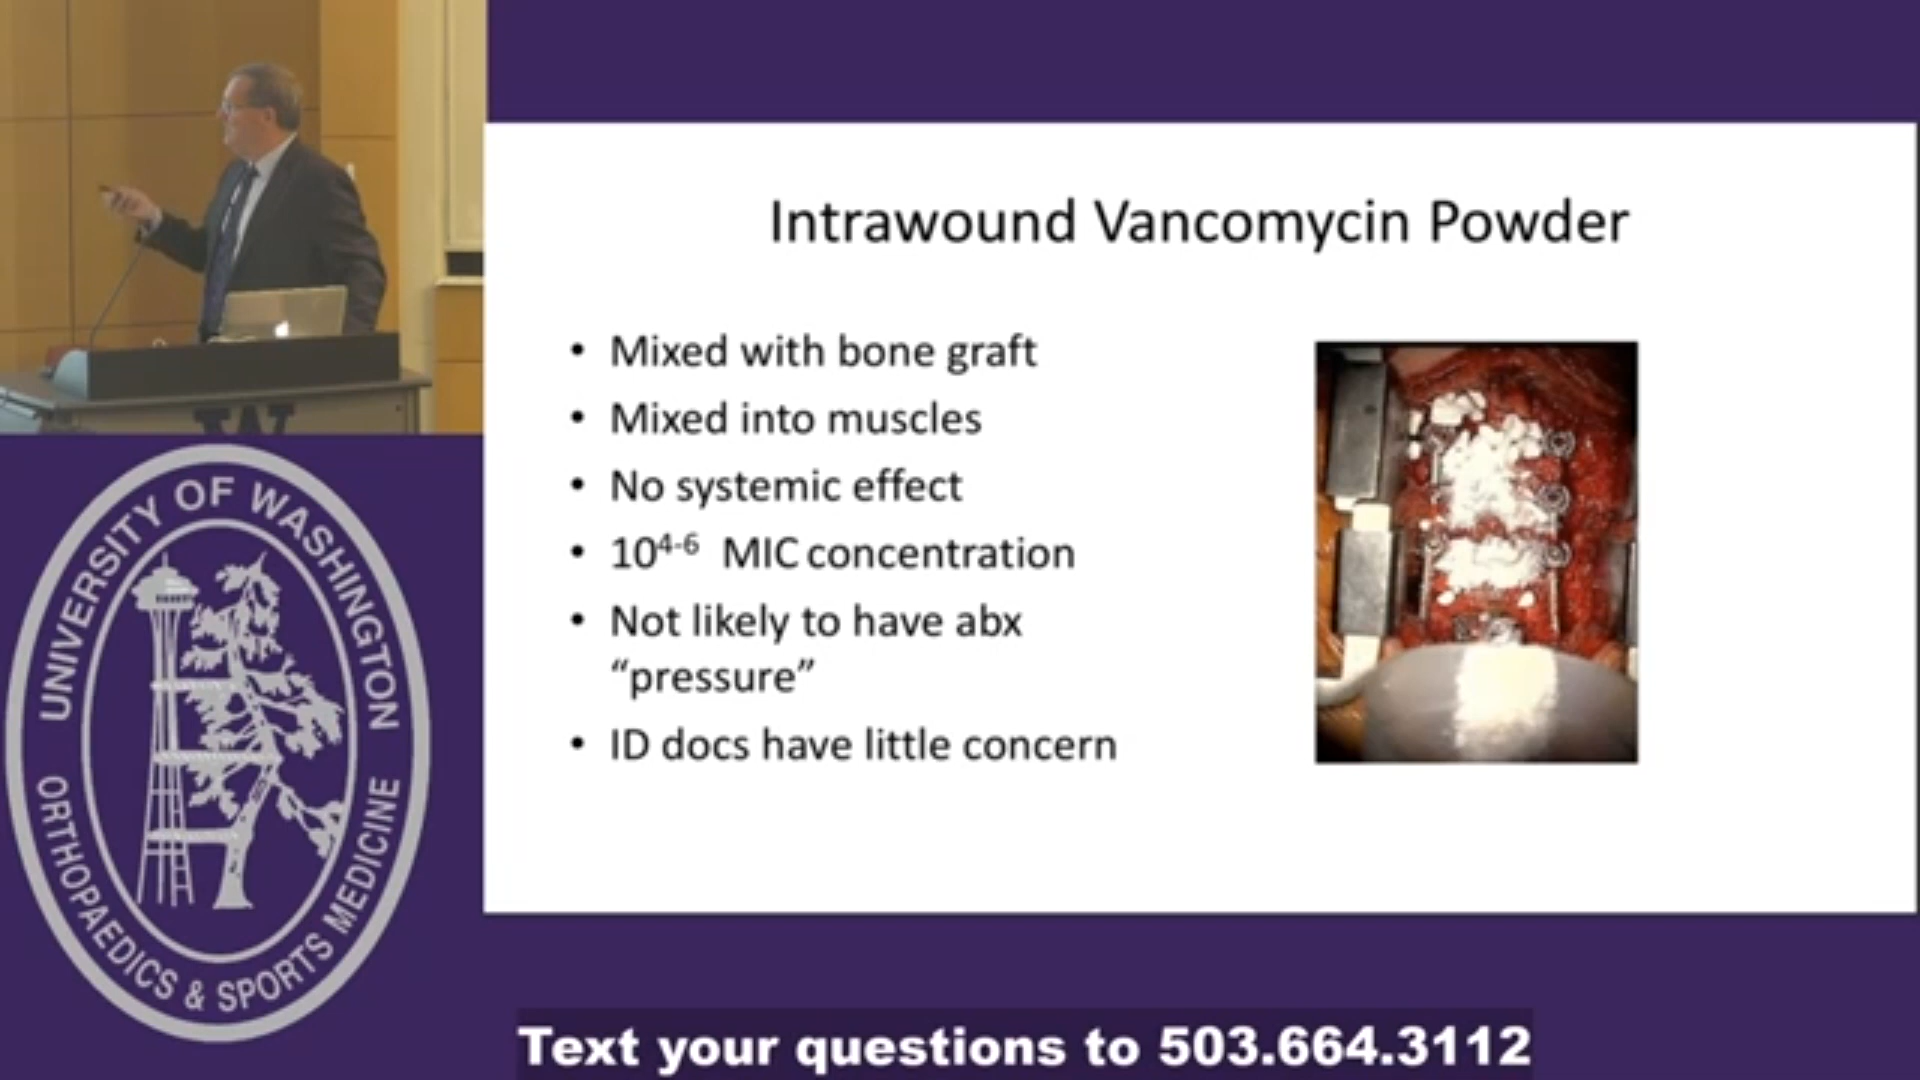 Intrawound Vancomycin Powder
• Mixed with bone graft
• Mixed into muscles
• No systemic effect
• 10⁴⁻⁶ MIC concentration
• Not likely to have abx
“pressure”
• ID docs have little concern
UNIVERSITY OF WASHINGTON
ORTHOPAEDICS & SPORTS MEDICINE
Text your questions to 503.664.3112